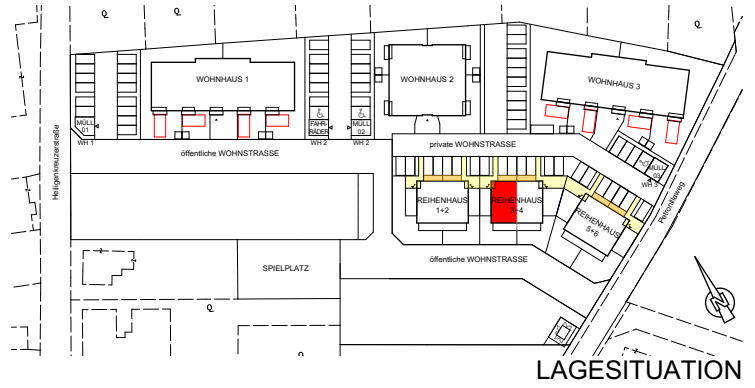 WOHNHAUS 1
WOHNHAUS 2
WOHNHAUS 3
MÜLL
01
WH 1
FAHR-
RÄDER
WH 2
MÜLL
02
WH 2
MÜLL
03
WH 3
Heiligenkreuzerstraße
öffentliche WOHNSTRASSE
private WOHNSTRASSE
REIHENHAUS
1+2
REIHENHAUS
3+4
REIHENHAUS
5+6
Petronillaweg
SPIELPLATZ
öffentliche WOHNSTRASSE
N
LAGESITUATION